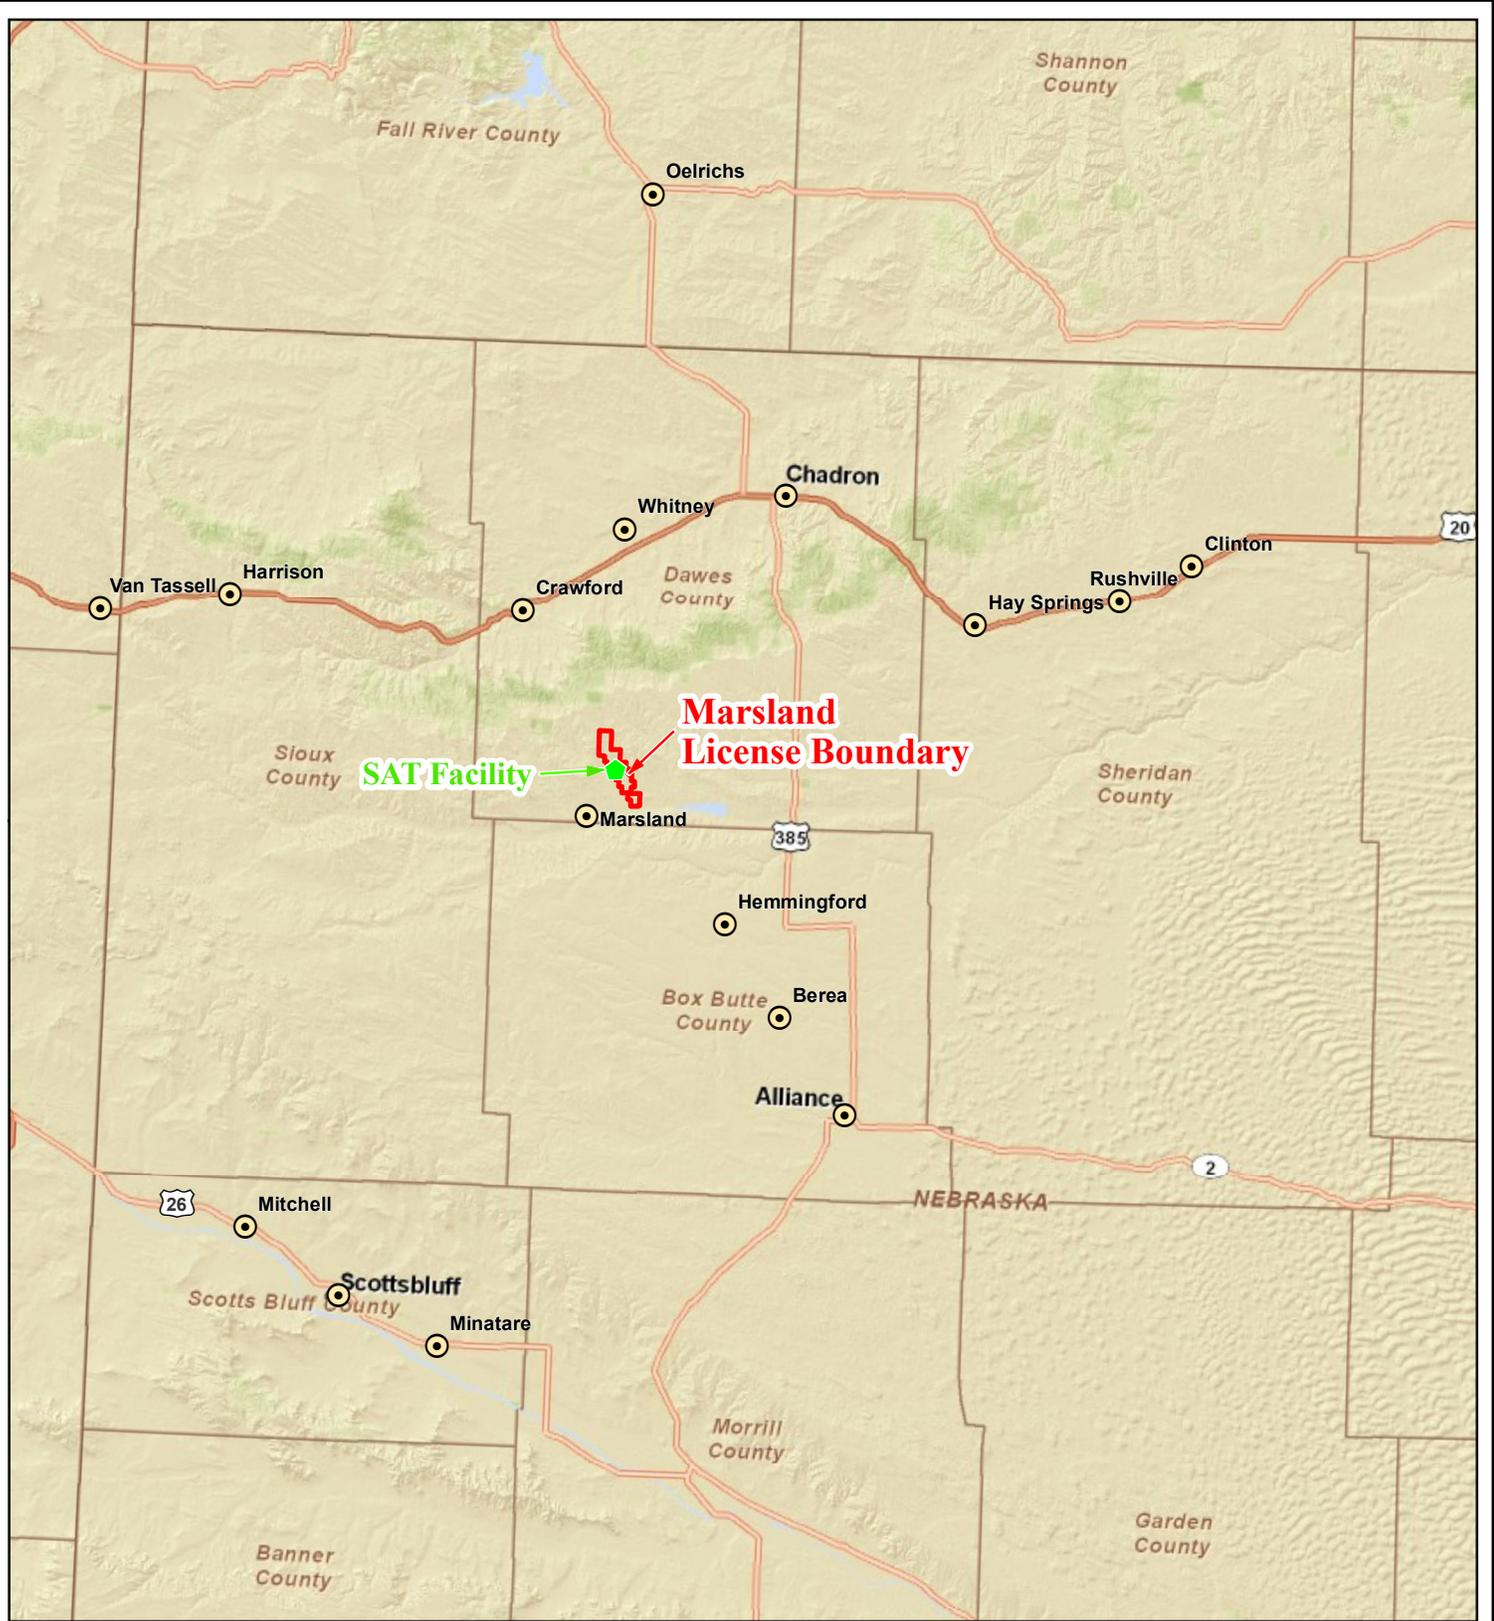 Shannon
County
Fall River County
Oelrichs
Chadron
Whitney
20
Clinton
Van Tassell
Harrison
Crawford
Dawes
County
Rushville
Hay Springs
Marsland
License Boundary
SAT Facility
Sioux
County
Sheridan
County
Marsland
385
Hemmingford
Box Butte
County
Berea
Alliance
2
NEBRASKA
26
Mitchell
Scottsbluff
Scotts Bluff County
Minatare
Morrill
County
Garden
County
Banner
County